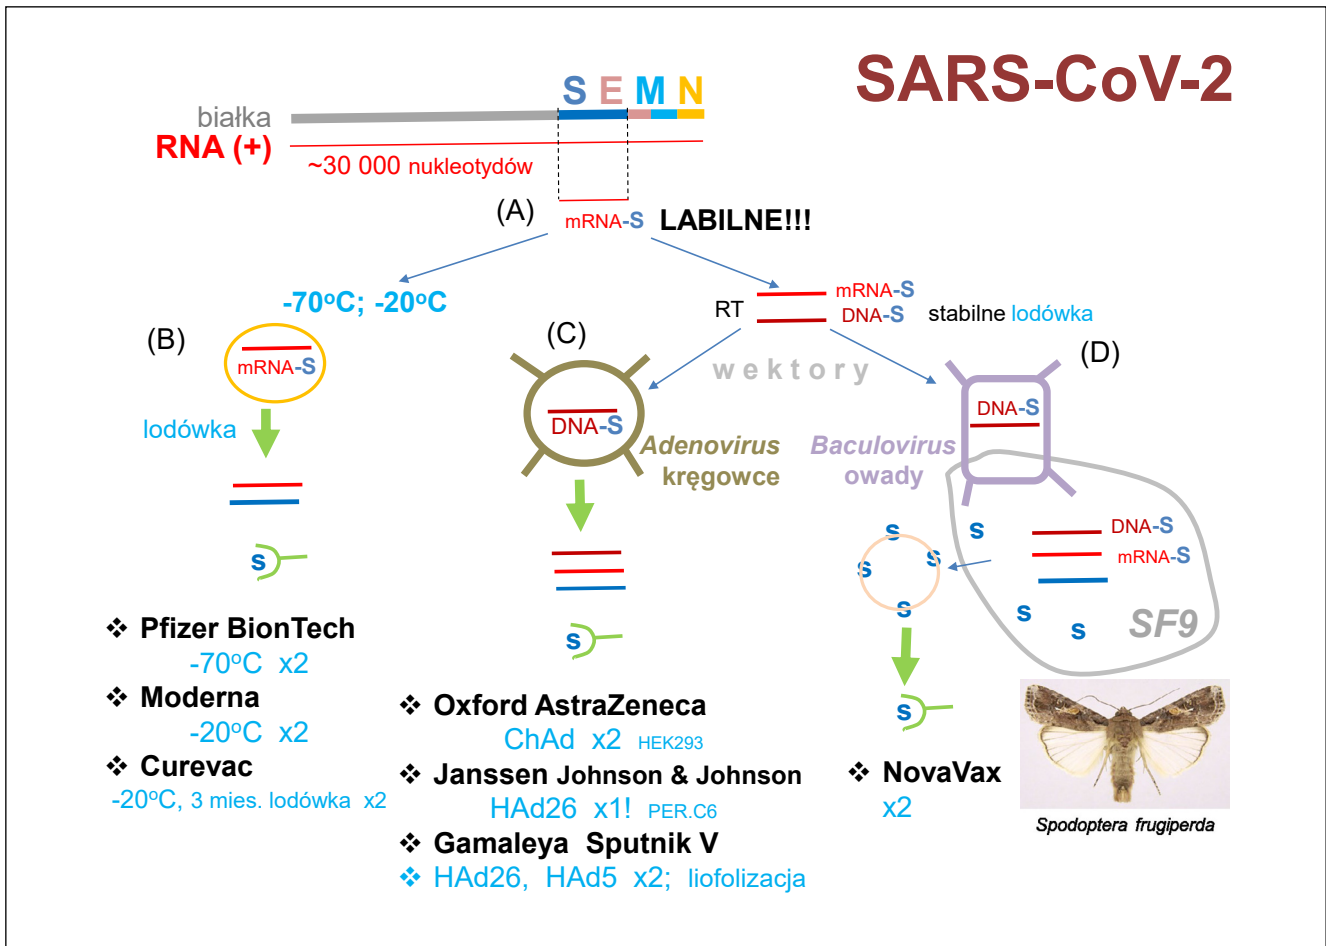 SARS-CoV-2
S E M N
białka
RNA (+)
~30 000 nukleotydów
(A)
mRNA-S LABILNE!!!
-70oC; -20oC
RT
mRNA-S
DNA-S
stabilne lodówka
(B)
mRNA-S
lodówka
s
(C)
wektory
DNA-S
Adenovirus
kręgowce
s
(D)
DNA-S
Baculovirus
owady
DNA-S
mRNA-S
s
s
s
s
s
s
s
SF9
s
❖ Pfizer BionTech
-70oC x2
❖ Moderna
-20oC x2
❖ Curevac
-20oC, 3 mies. lodówka x2
❖ Oxford AstraZeneca
ChAd x2 HEK293
❖ Janssen Johnson & Johnson
HAd26 x1! PER.C6
❖ Gamaleya Sputnik V
❖ HAd26, HAd5 x2; liofolizacja
❖ NovaVax
x2
Spodoptera frugiperda